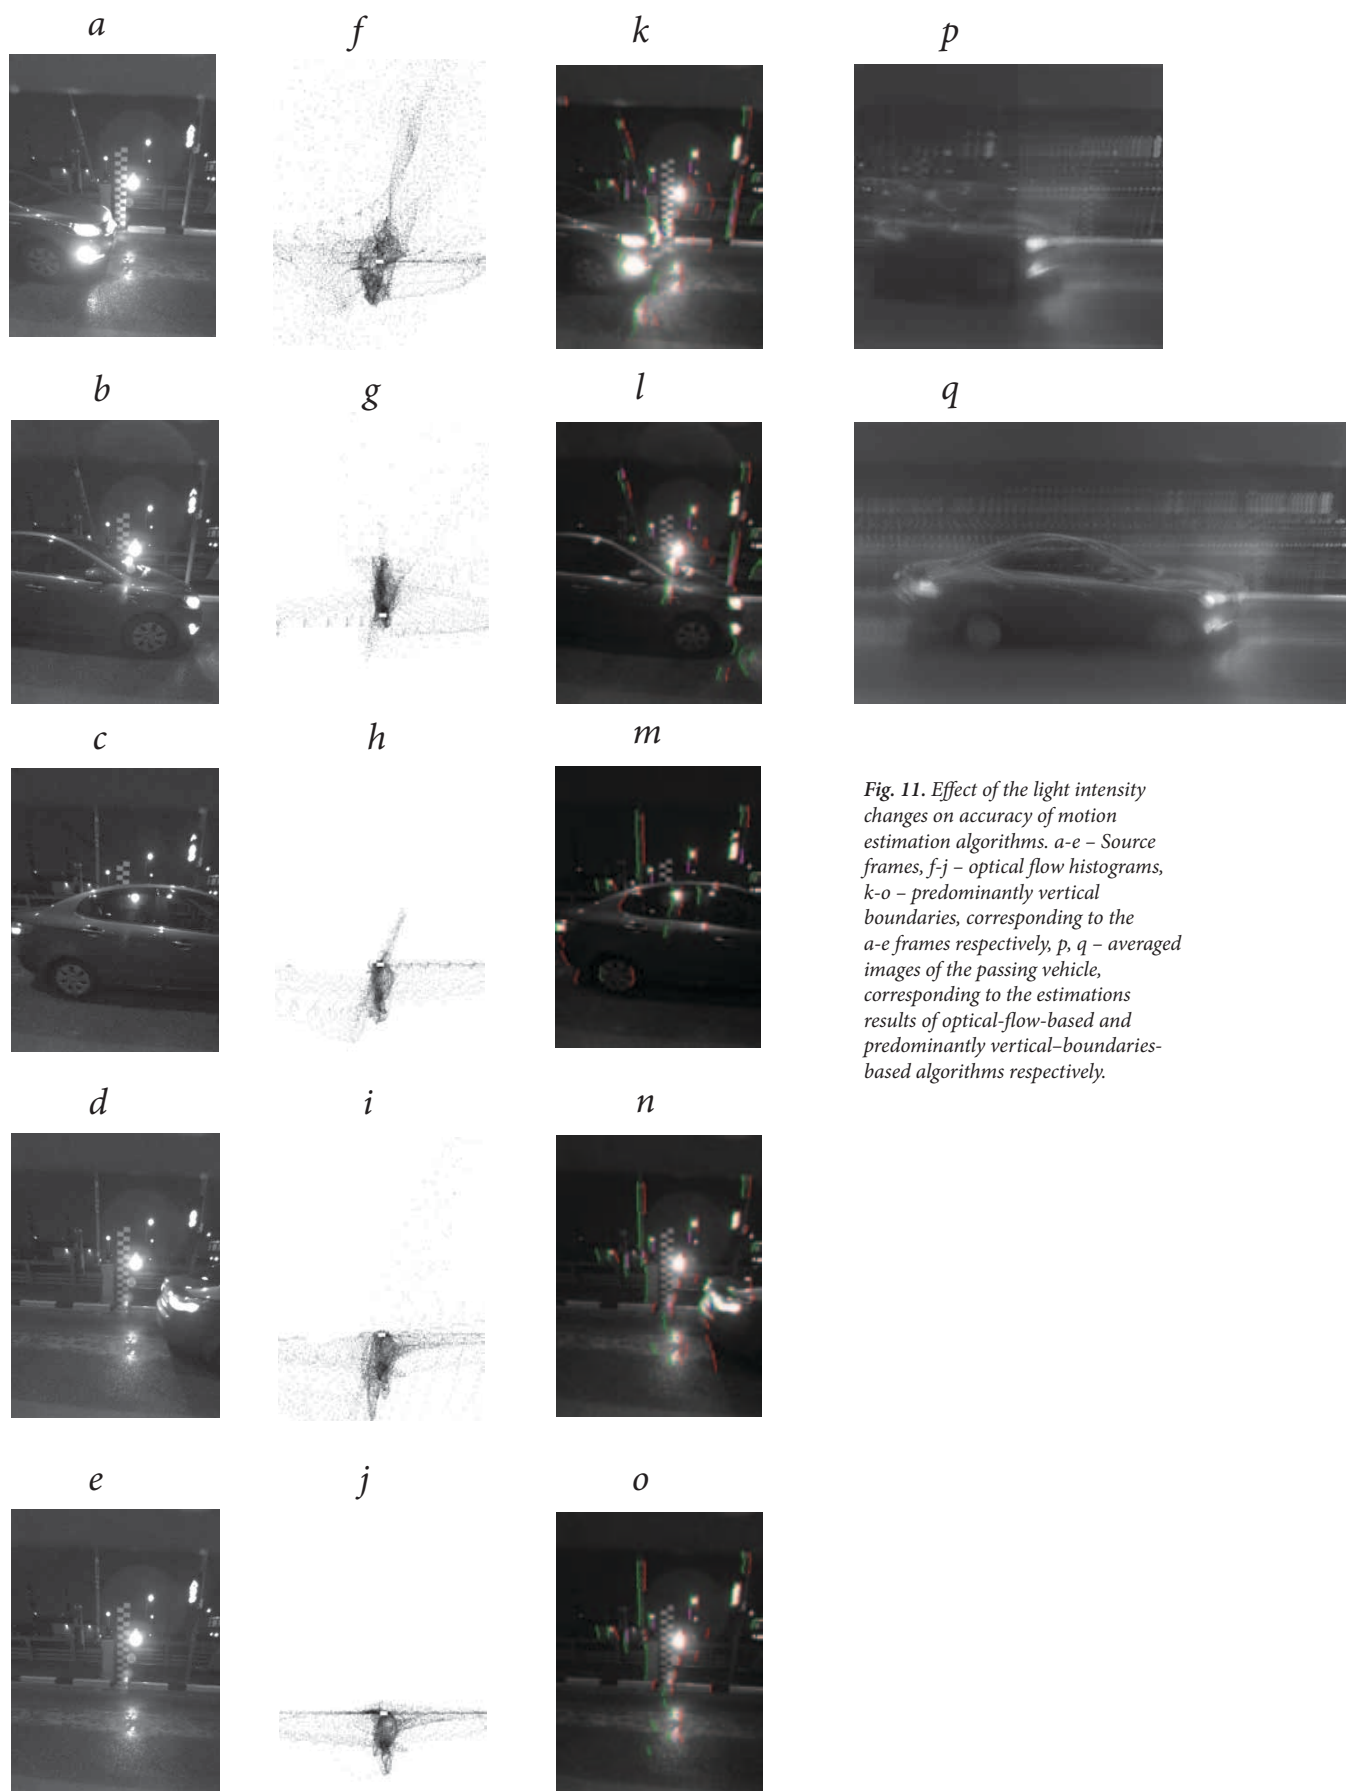 a
f
k
p
b
g
l
q
c
h
m
Fig. 11. Effect of the light intensity
changes on accuracy of motion
estimation algorithms. a-e – Source
frames, f-j – optical flow histograms,
k-o – predominantly vertical
boundaries, corresponding to the
a-e frames respectively, p, q – averaged
images of the passing vehicle,
corresponding to the estimations
results of optical-flow-based and
predominantly vertical–boundaries-
based algorithms respectively.
d
i
n
e
j
o